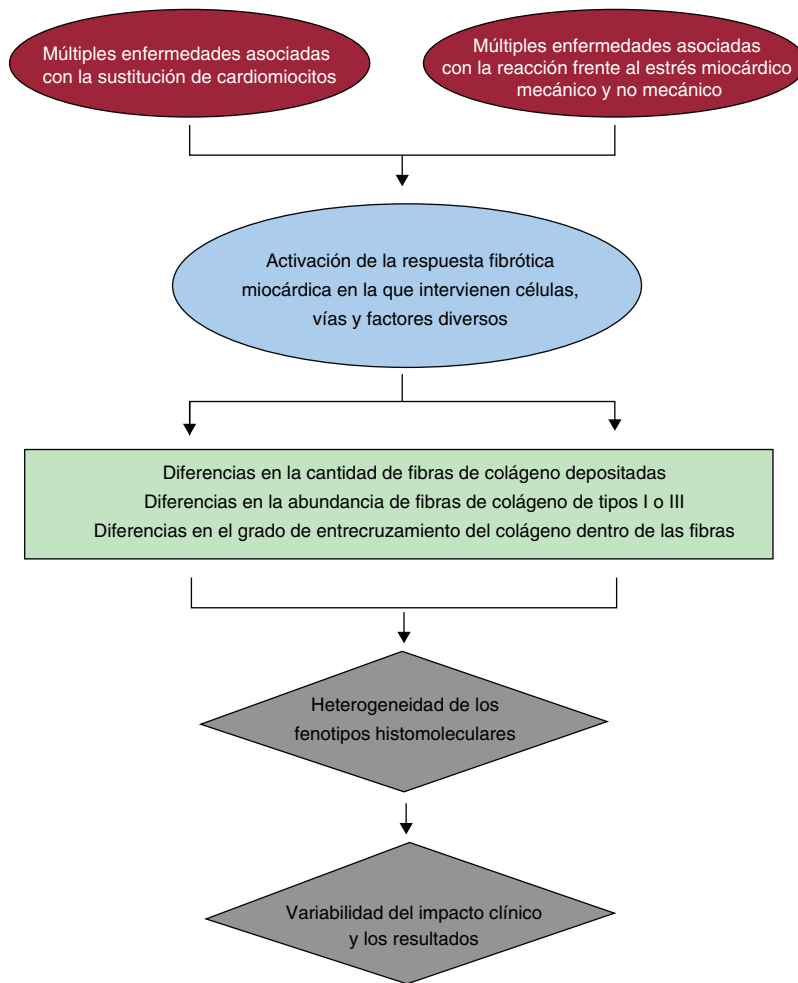 Múltiples enfermedades asociadas
con la sustitución de cardiomiocitos
Múltiples enfermedades asociadas
con la reacción frente al estrés miocárdico
mecánico y no mecánico
Activación de la respuesta fibrótica
miocárdica en la que intervienen células,
vías y factores diversos
Diferencias en la cantidad de fibras de colágeno depositadas
Diferencias en la abundancia de fibras de colágeno de tipos I o III
Diferencias en el grado de entrecruzamiento del colágeno dentro de las fibras
Heterogeneidad de los
fenotipos histomoleculares
Variabilidad del impacto clínico
y los resultados